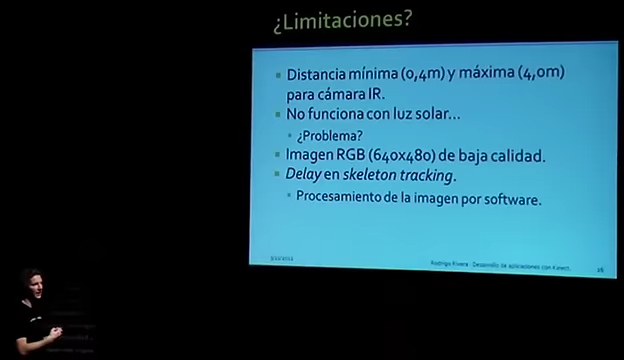 ¿Limitaciones?
Distancia mínima (0,4m) y máxima (4,0m)
para cámara IR.
No funciona con luz solar...
¿Problema?
Imagen RGB (640x480) de baja calidad.
Delay en skeleton tracking.
Procesamiento de la imagen por software.
Rodrigo Rivera - Desarrollo de aplicaciones con Kinect.